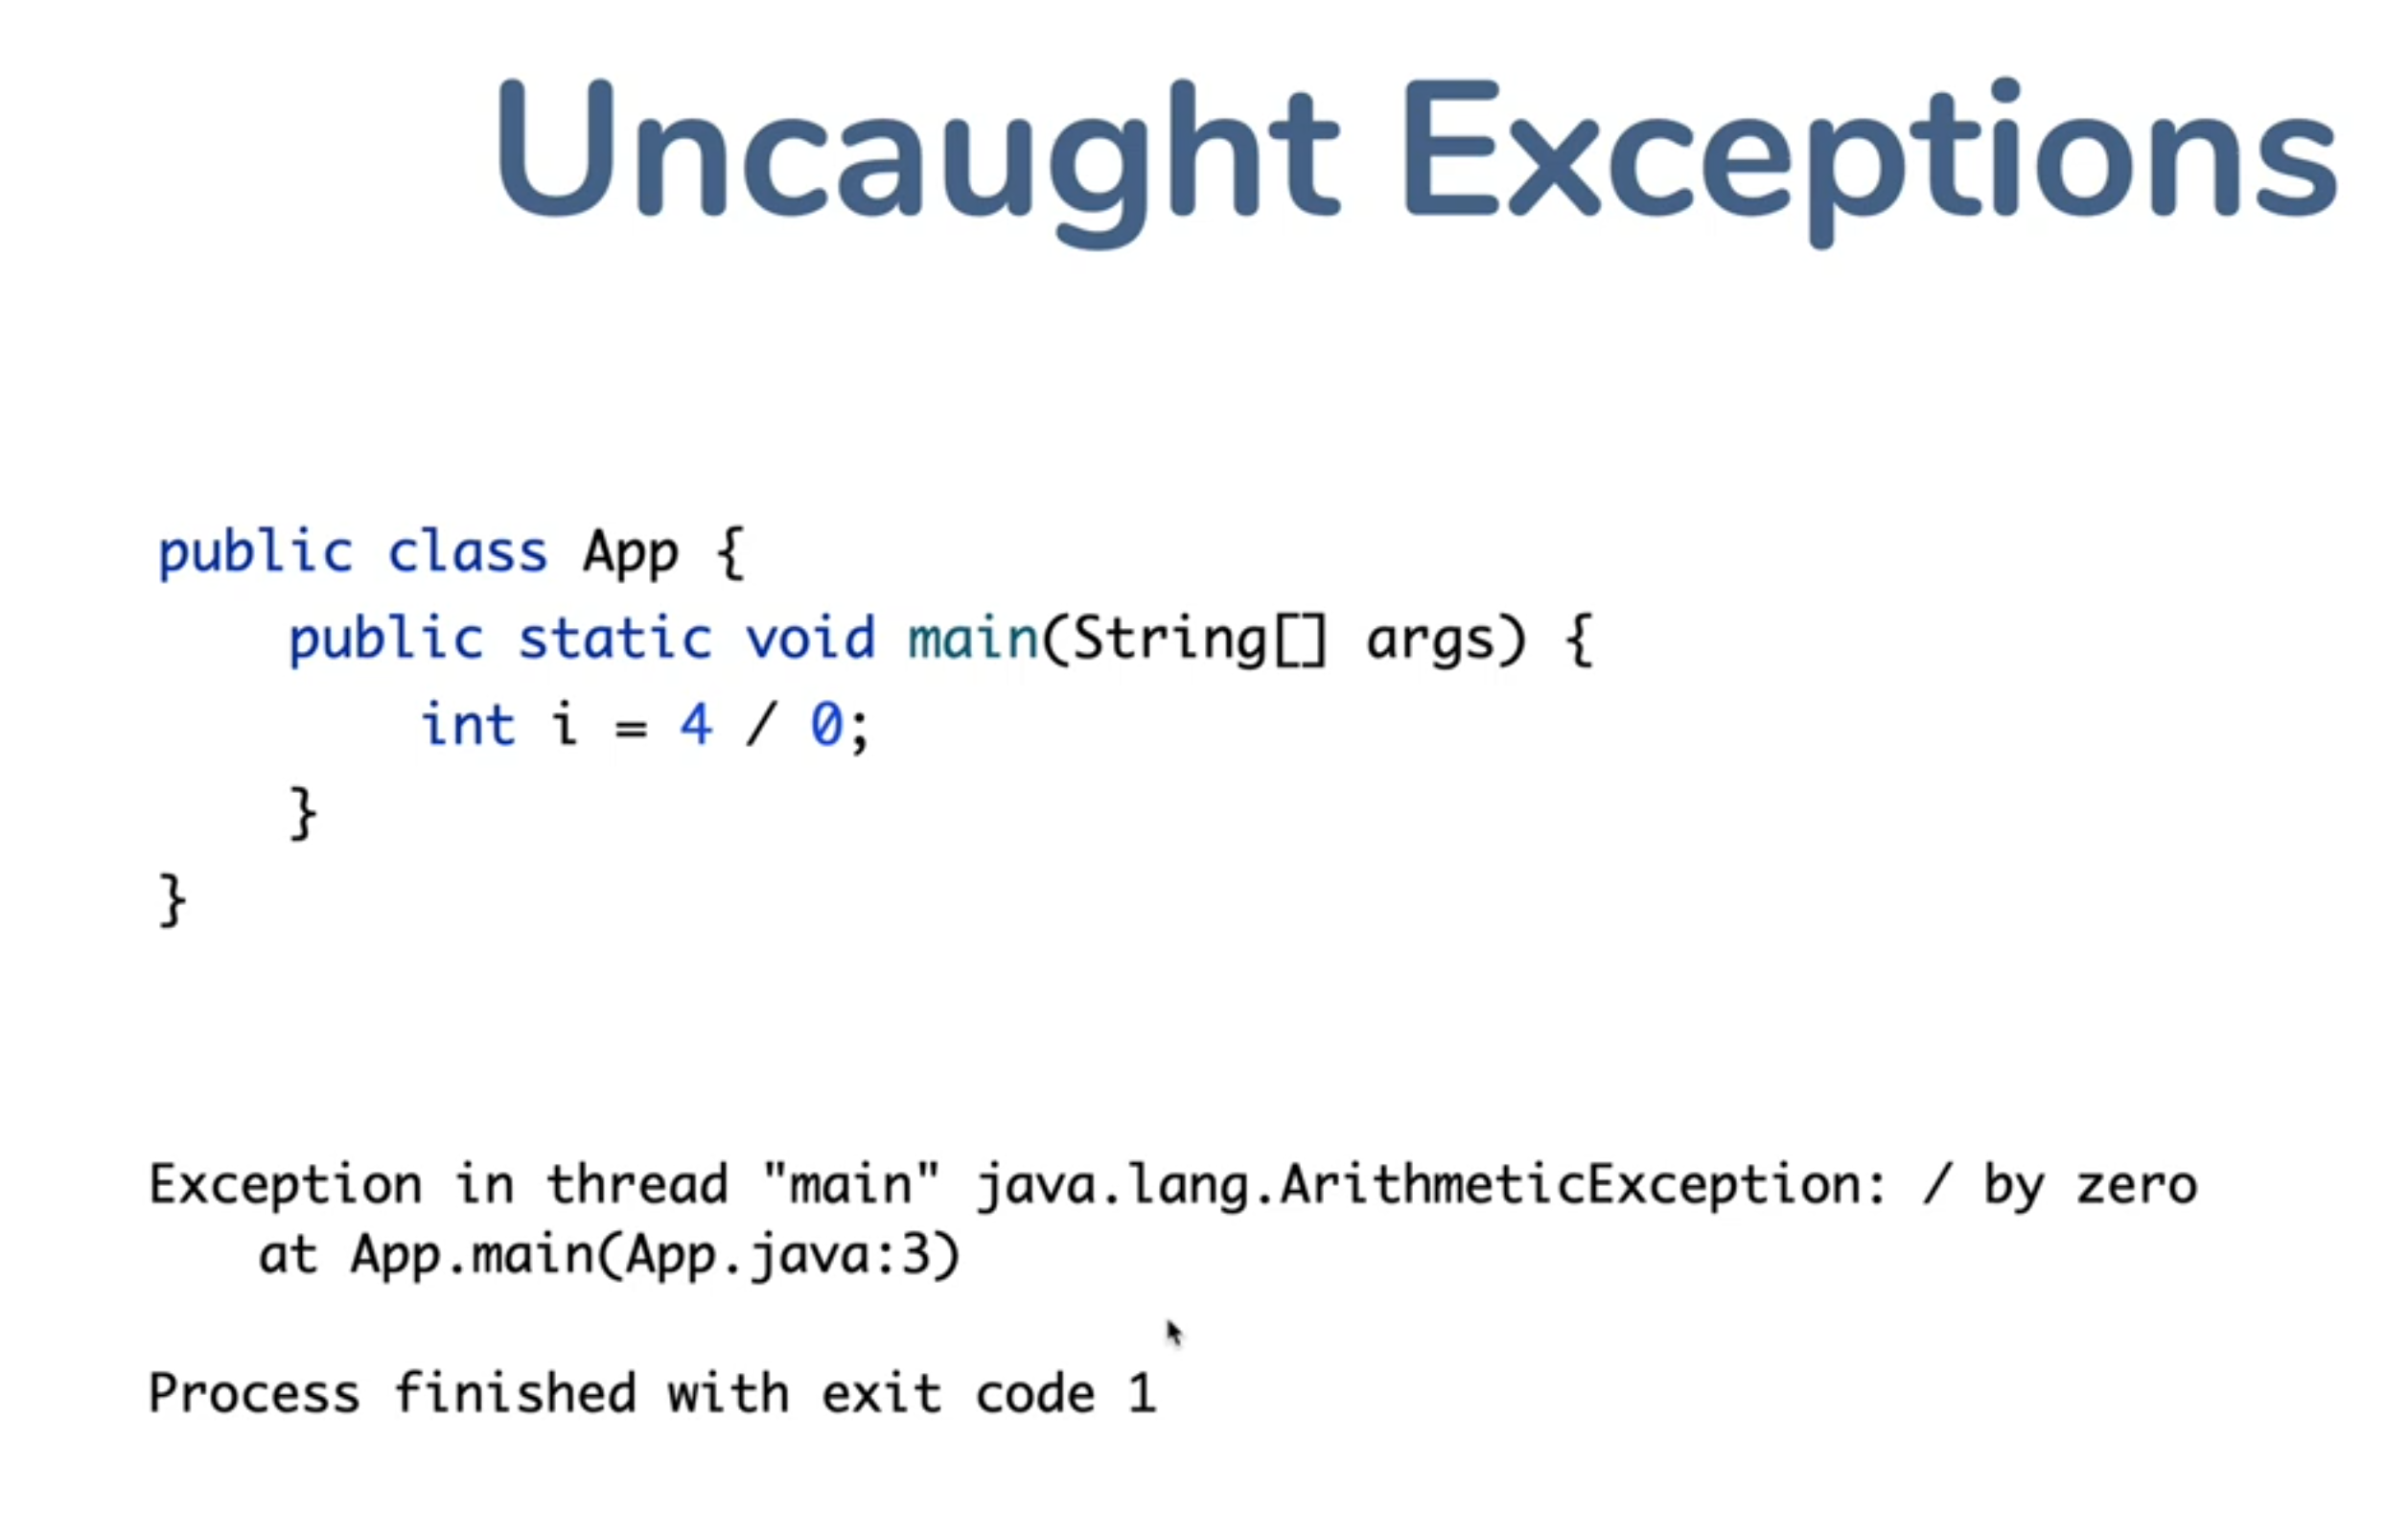 Uncaught Exceptions
public class App {
    public static void main(String[] args) {
        int i = 4 / 0;
    }
}
Exception in thread "main" java.lang.ArithmeticException: / by zero
    at App.main(App.java:3)
Process finished with exit code 1